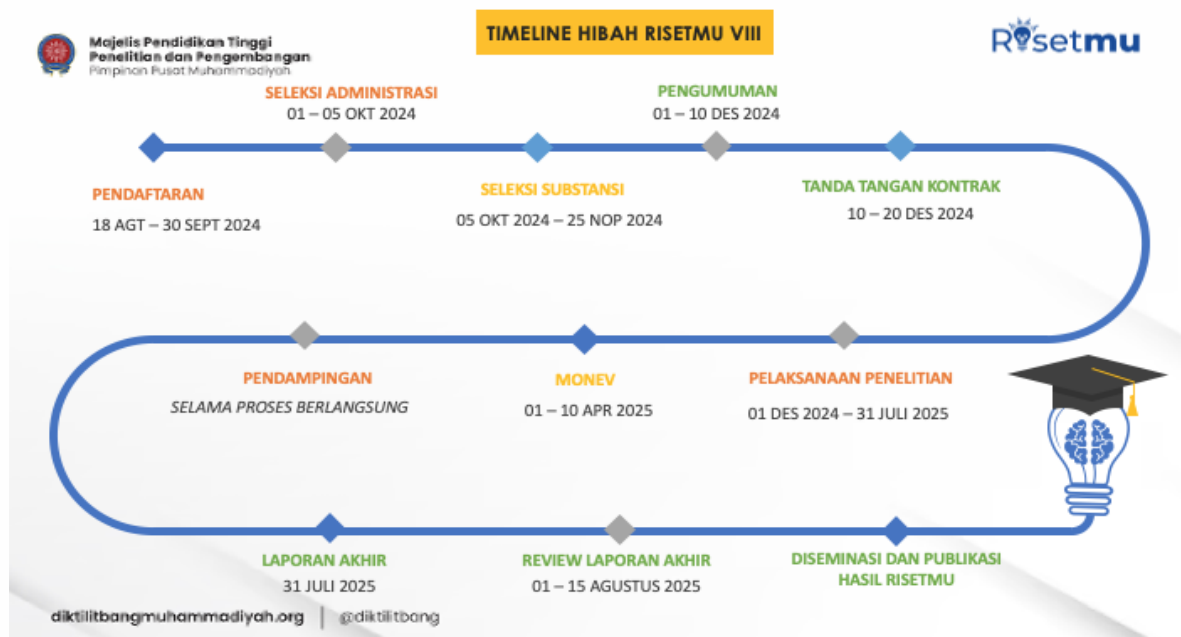 TIMELINE HIBAH RISETMU VIII
Majelis Pendidikan Tinggi
Penelitian dan Pengembangan
Pimpinan Pusat Muhammadiyah
Risetmu
SELEKSI ADMINISTRASI
01 – 05 OKT 2024
PENGUMUMAN
01 – 10 DES 2024
PENDAFTARAN
18 AGT – 30 SEPT 2024
SELEKSI SUBSTANSI
05 OKT 2024 – 25 NOP 2024
TANDA TANGAN KONTRAK
10 – 20 DES 2024
PENDAMPINGAN
SELAMA PROSES BERLANGSUNG
MONEV
01 – 10 APR 2025
PELAKSANAAN PENELITIAN
01 DES 2024 – 31 JULI 2025
LAPORAN AKHIR
31 JULI 2025
REVIEW LAPORAN AKHIR
01 – 15 AGUSTUS 2025
DISEMINASI DAN PUBLIKASI
HASIL RISETMU
diktilitbangmuhammadiyah.org | @diktilitbang